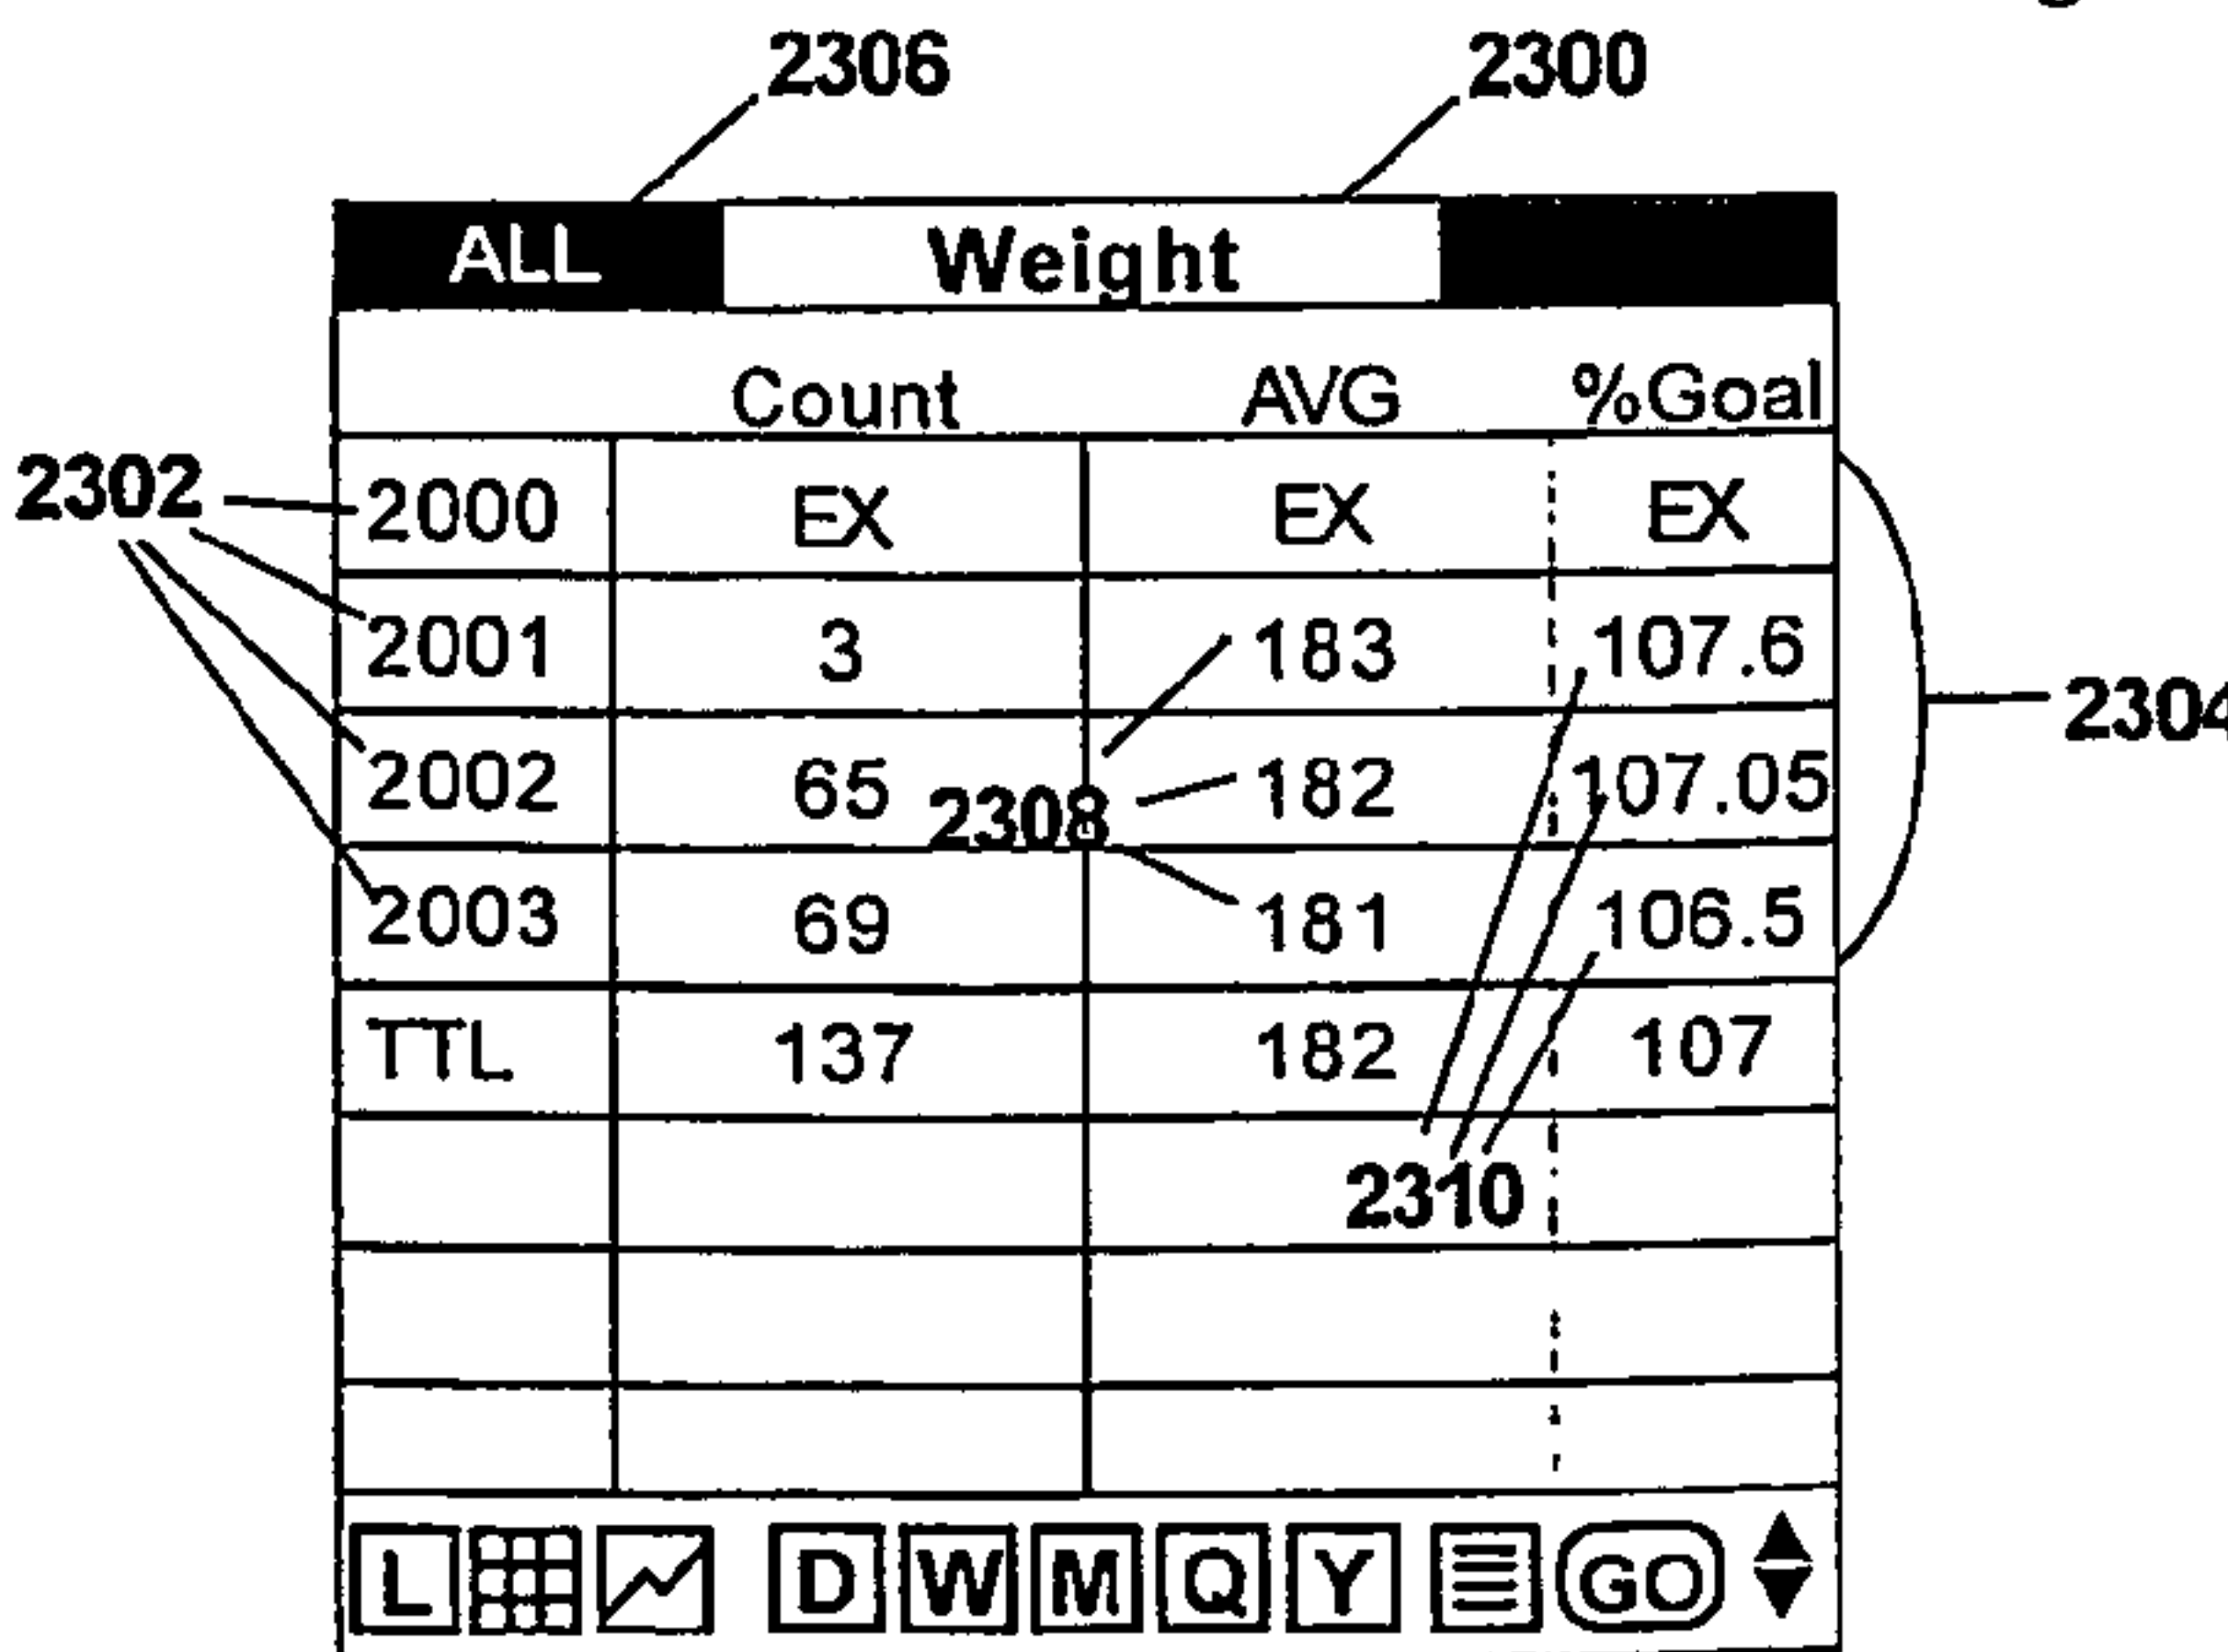 2306 2300
ALL Weight
Count AVG %Goal
2302 2000 EX EX EX
2001 3 183 107.6
2304
2002 65 182 107.05
2308
2003 69 181 106.5
TTL 137 182 107
2310
L D W M Q Y GO